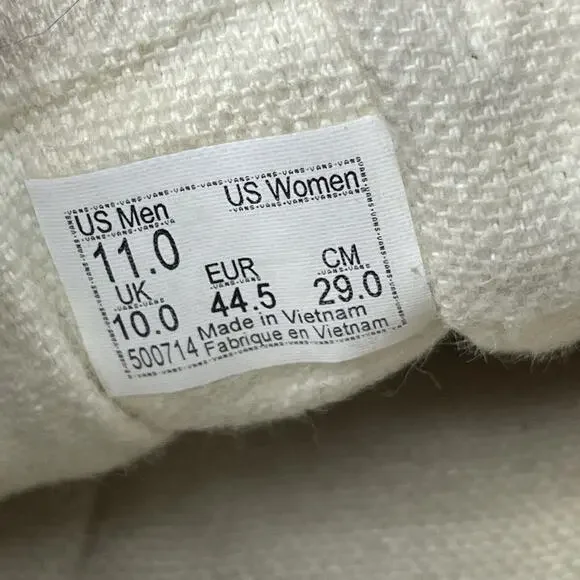 US Men US Women
11.0
UK EUR CM
10.0 44.5 29.0
Made in Vietnam
500714 Fabrique en Vietnam